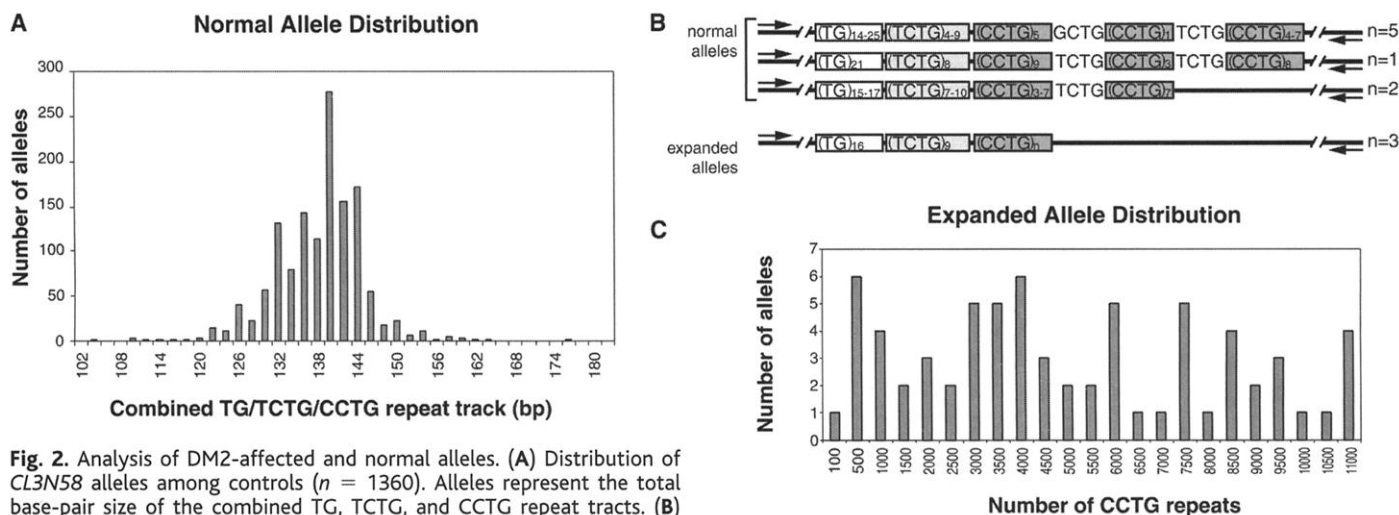 A
Normal Allele Distribution
Number of alleles
300
250
200
150
100
50
0
102 108 114 120 126 132 138 144 150 156 162 168 174 180
Combined TG/TCTG/CCTG repeat track (bp)
Fig. 2. Analysis of DM2-affected and normal alleles. (A) Distribution of
CL3N58 alleles among controls (n = 1360). Alleles represent the total
base-pair size of the combined TG, TCTG, and CCTG repeat tracts. (B)
B
normal
alleles
(TG)14-25 (TCTG)4-9 (CCTG)5 GCTG (CCTG)1 TCTG (CCTG)4-7 n=5
(TG)21 (TCTG)8 (CCTG)9 TCTG (CCTG)3 TCTG (CCTG)8 n=1
(TG)15-17 (TCTG)7-10 (CCTG)3-7 TCTG (CCTG)7 n=2
expanded
alleles
(TG)16 (TCTG)9 (CCTG)n n=3
C
Expanded Allele Distribution
Number of alleles
7
6
5
4
3
2
1
0
100 500 1000 1500 2000 2500 3000 3500 4000 4500 5000 5500 6000 6500 7000 7500 8000 8500 9000 9500 10000 10500 11000
Number of CCTG repeats